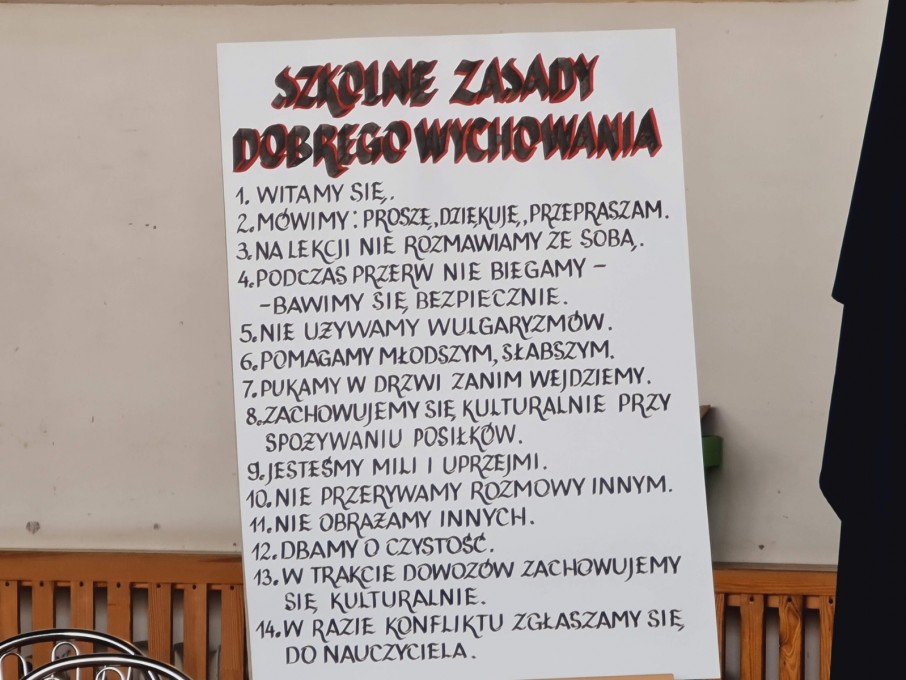 SZKOLNE ZASADY
DOBREGO WYCHOWANIA
1. WITAMY SIĘ.
2. MÓWIMY: PROSZĘ, DZIĘKUJĘ, PRZEPRASZAM.
3. NA LEKCJI NIE ROZMAWIAMY ZE SOBĄ.
4. PODCZAS PRZERW NIE BIEGAMY –
– BAWIMY SIĘ BEZPIECZNIE.
5. NIE UŻYWAMY WULGARYZMÓW.
6. POMAGAMY MŁODSZYM, SŁABSZYM.
7. PUKAMY W DRZWI ZANIM WEJDZIEMY.
8. ZACHOWUJEMY SIĘ KULTURALNIE PRZY
SPOŻYWANIU POSIŁKÓW.
9. JESTEŚMY MILI I UPRZEJMI.
10. NIE PRZERYWAMY ROZMOWY INNYM.
11. NIE OBRAŻAMY INNYCH.
12. DBAMY O CZYSTOŚĆ.
13. W TRAKCIE DOWOZÓW ZACHOWUJEMY
SIĘ KULTURALNIE.
14. W RAZIE KONFLIKTU ZGŁASZAMY SIĘ
DO NAUCZYCIELA.